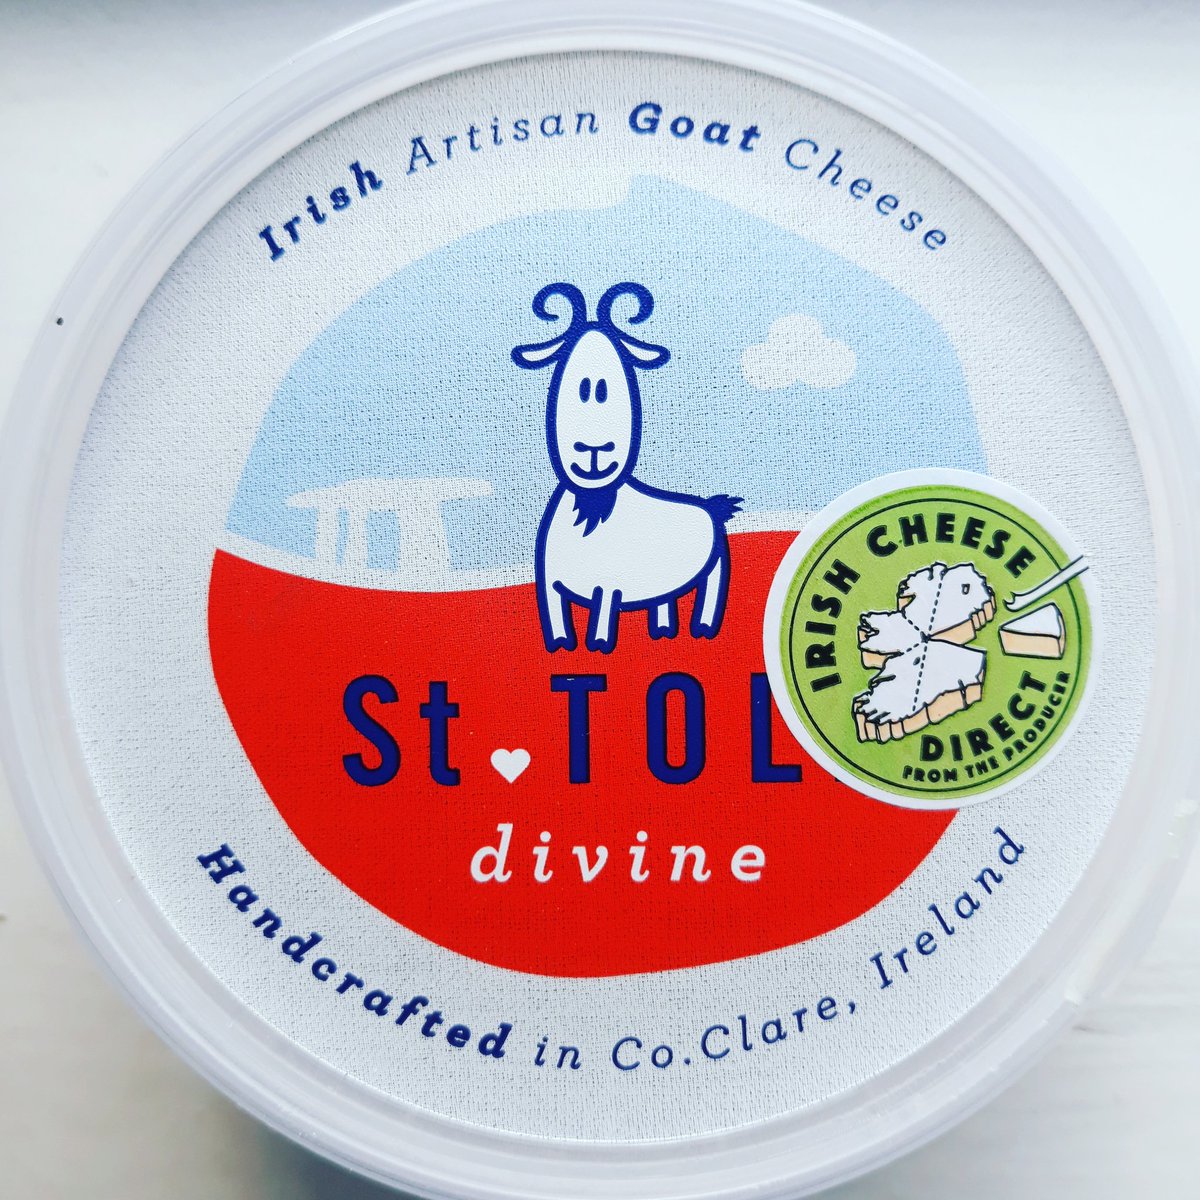 Irish Artisan Goat Cheese
St. TOL
divine
Handcrafted in Co.Clare, Ireland
IRISH CHEESE
DIRECT
FROM THE PRODUCER